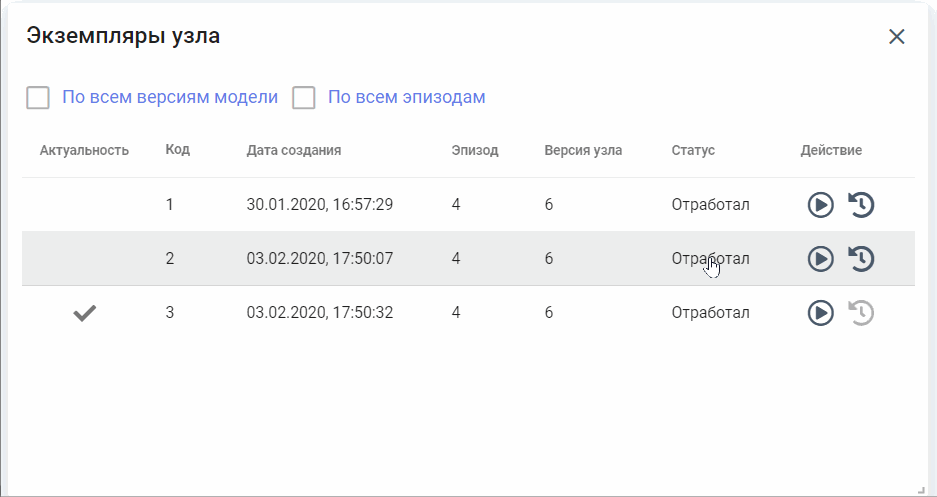 Экземпляры узла
По всем версиям модели По всем эпизодам
Актуальность Код Дата создания Эпизод Версия узла Статус Действие
1 30.01.2020, 16:57:29 4 6 Отработал
2 03.02.2020, 17:50:07 4 6 Отработал
3 03.02.2020, 17:50:32 4 6 Отработал